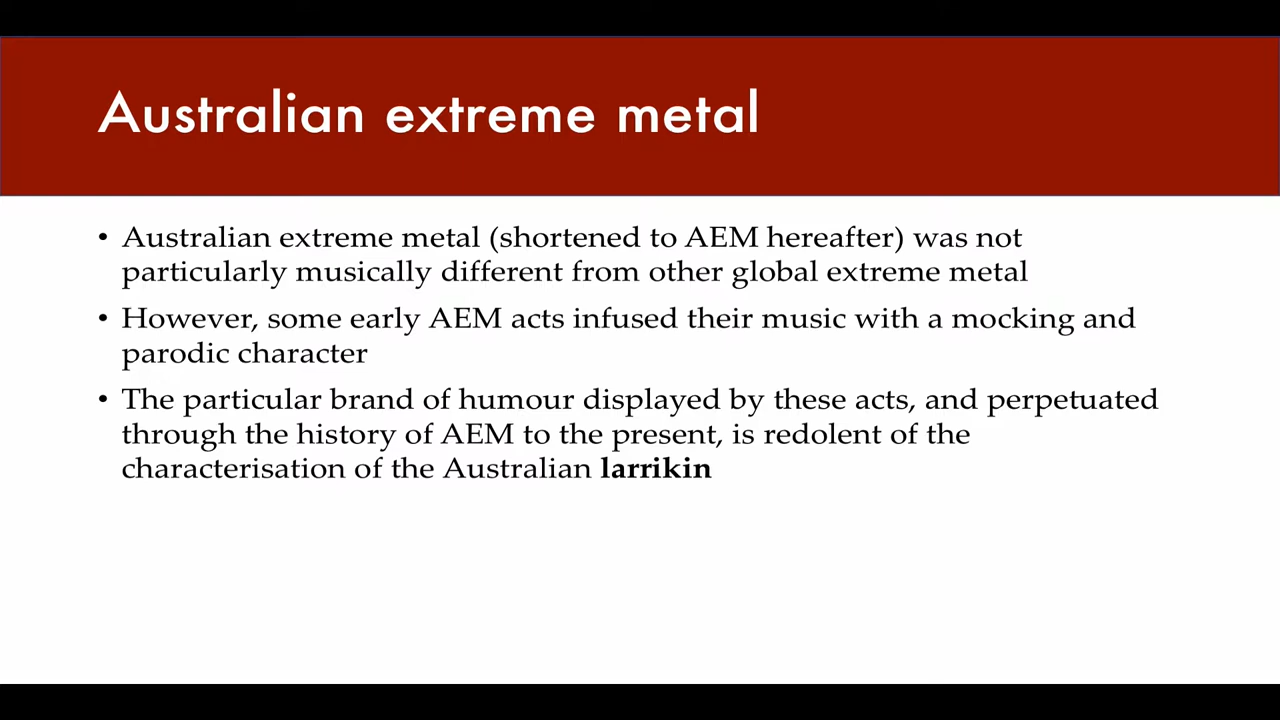 Australian extreme metal
• Australian extreme metal (shortened to AEM hereafter) was not
particularly musically different from other global extreme metal
• However, some early AEM acts infused their music with a mocking and
parodic character
• The particular brand of humour displayed by these acts, and perpetuated
through the history of AEM to the present, is redolent of the
characterisation of the Australian larrikin